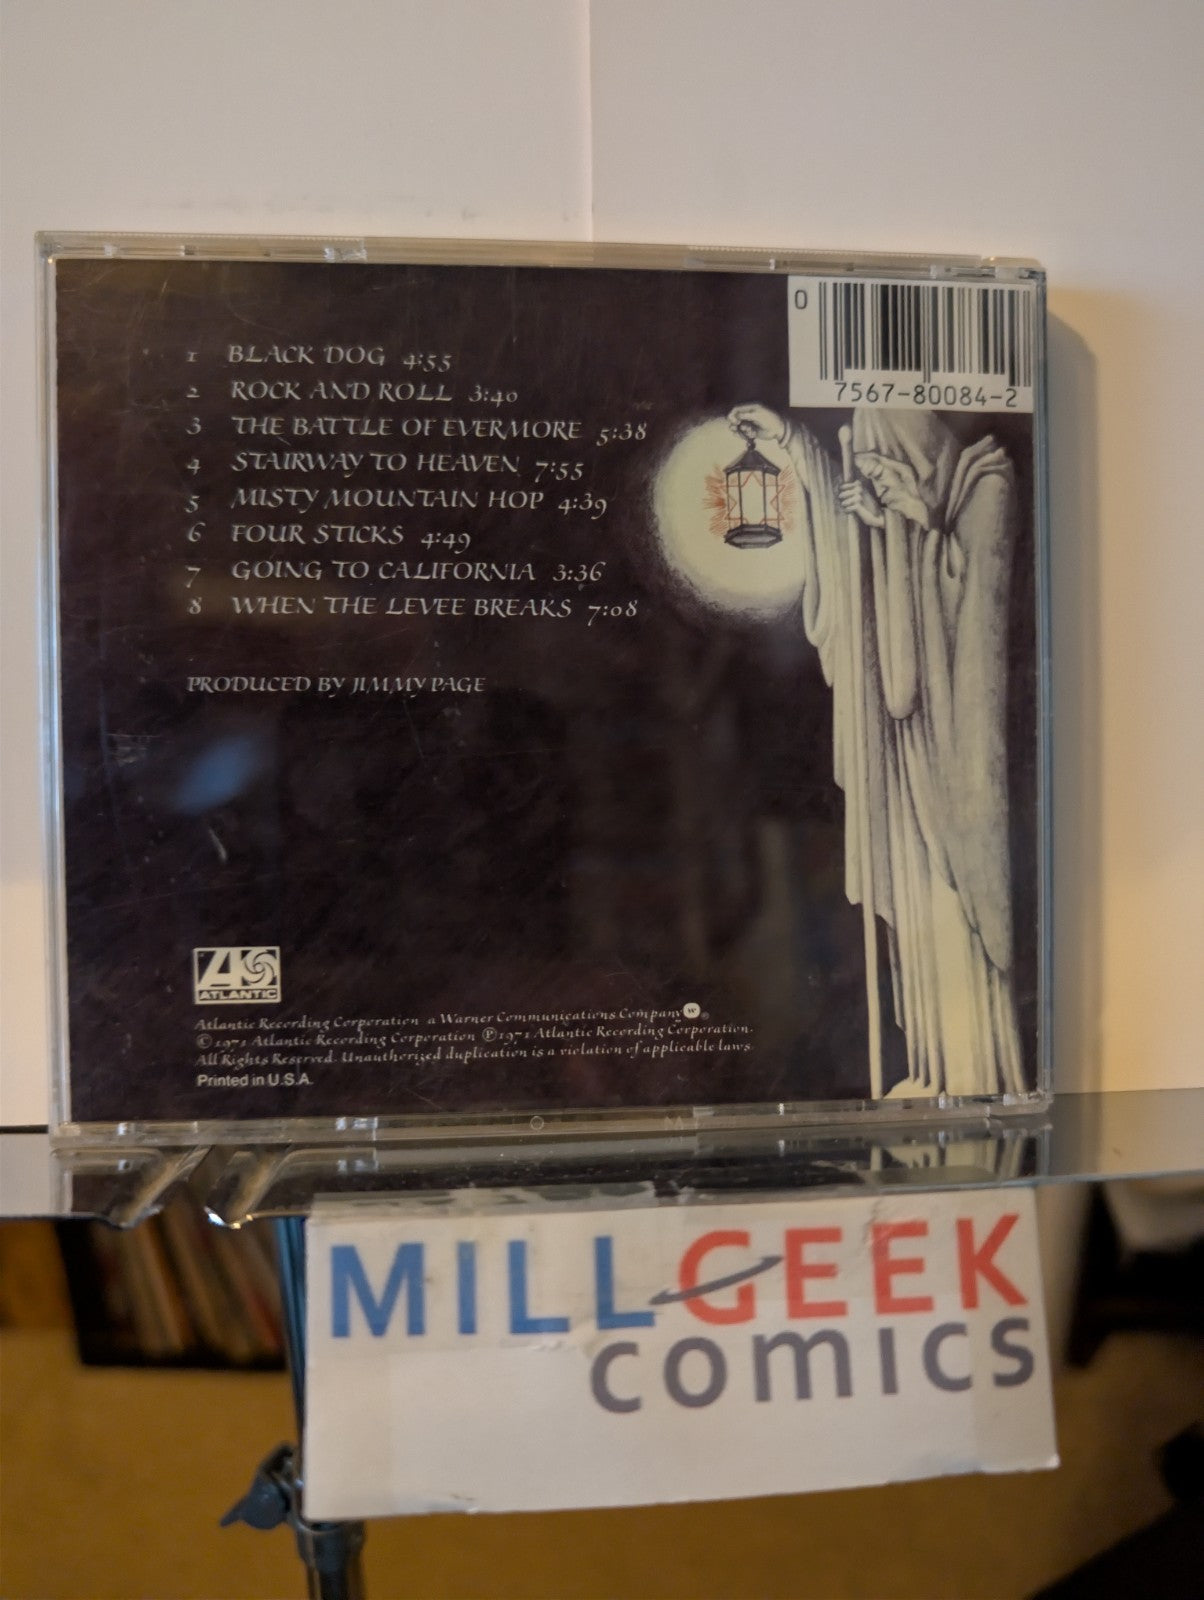 0
7567-80084-2
1 BLACK DOG 4:55
2 ROCK AND ROLL 3:40
3 THE BATTLE OF EVERMORE 5:38
4 STAIRWAY TO HEAVEN 7:55
5 MISTY MOUNTAIN HOP 4:39
6 FOUR STICKS 4:49
7 GOING TO CALIFORNIA 3:36
8 WHEN THE LEVEE BREAKS 7:08
PRODUCED BY JIMMY PAGE
ATLANTIC
Atlantic Recording Corporation a Warner Communications Company W ®
© 1971 Atlantic Recording Corporation ℗ 1971 Atlantic Recording Corporation.
All Rights Reserved. Unauthorized duplication is a violation of applicable laws.
Printed in U.S.A.
MILLGEEK
comics